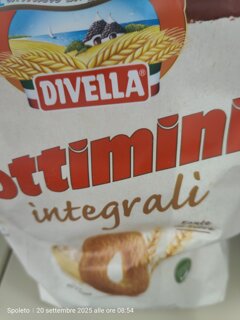 DIVELLA
ottimini
integrali
Spoleto | 20 settembre 2025 alle ore 08:54